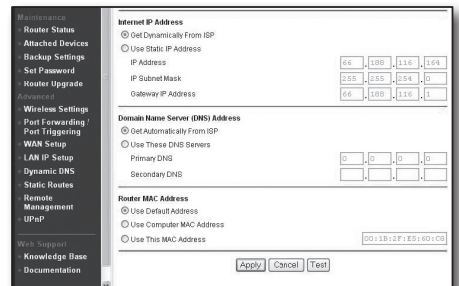 Maintenance
Router Status
Attached Devices
Backup Settings
Set Password
Router Upgrade
Advanced
Wireless Settings
Port Forwarding /
Port Triggering
WAN Setup
LAN IP Setup
Dynamic DNS
Static Routes
Remote
Management
UPnP
Web Support
Knowledge Base
Documentation
Internet IP Address
Get Dynamically From ISP
Use Static IP Address
IP Address 66 . 188 . 116 . 164
IP Subnet Mask 255 . 255 . 254 . 0
Gateway IP Address 66 . 188 . 116 . 1
Domain Name Server (DNS) Address
Get Automatically From ISP
Use These DNS Servers
Primary DNS 0 . 0 . 0 . 0
Secondary DNS . . .
Router MAC Address
Use Default Address
Use Computer MAC Address
Use This MAC Address 00:1B:2F:E5:60:C8
Apply Cancel Test